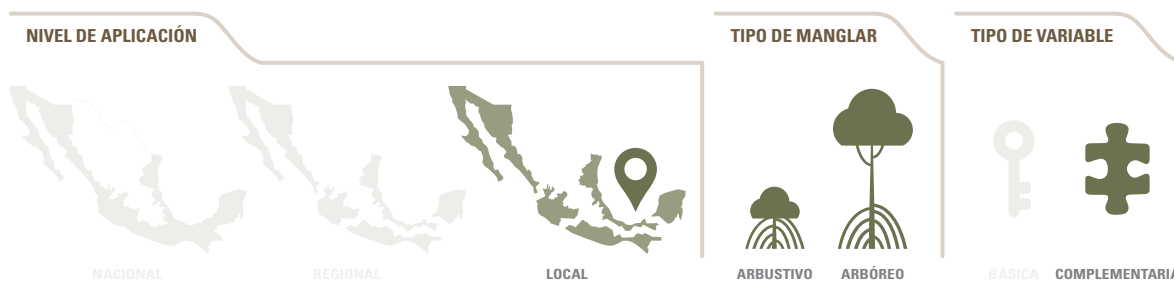 NIVEL DE APLICACIÓN
TIPO DE MANGLAR
TIPO DE VARIABLE
NACIONAL
REGIONAL
LOCAL
ARBUSTIVO
ARBÓREO
BÁSICA
COMPLEMENTARIA